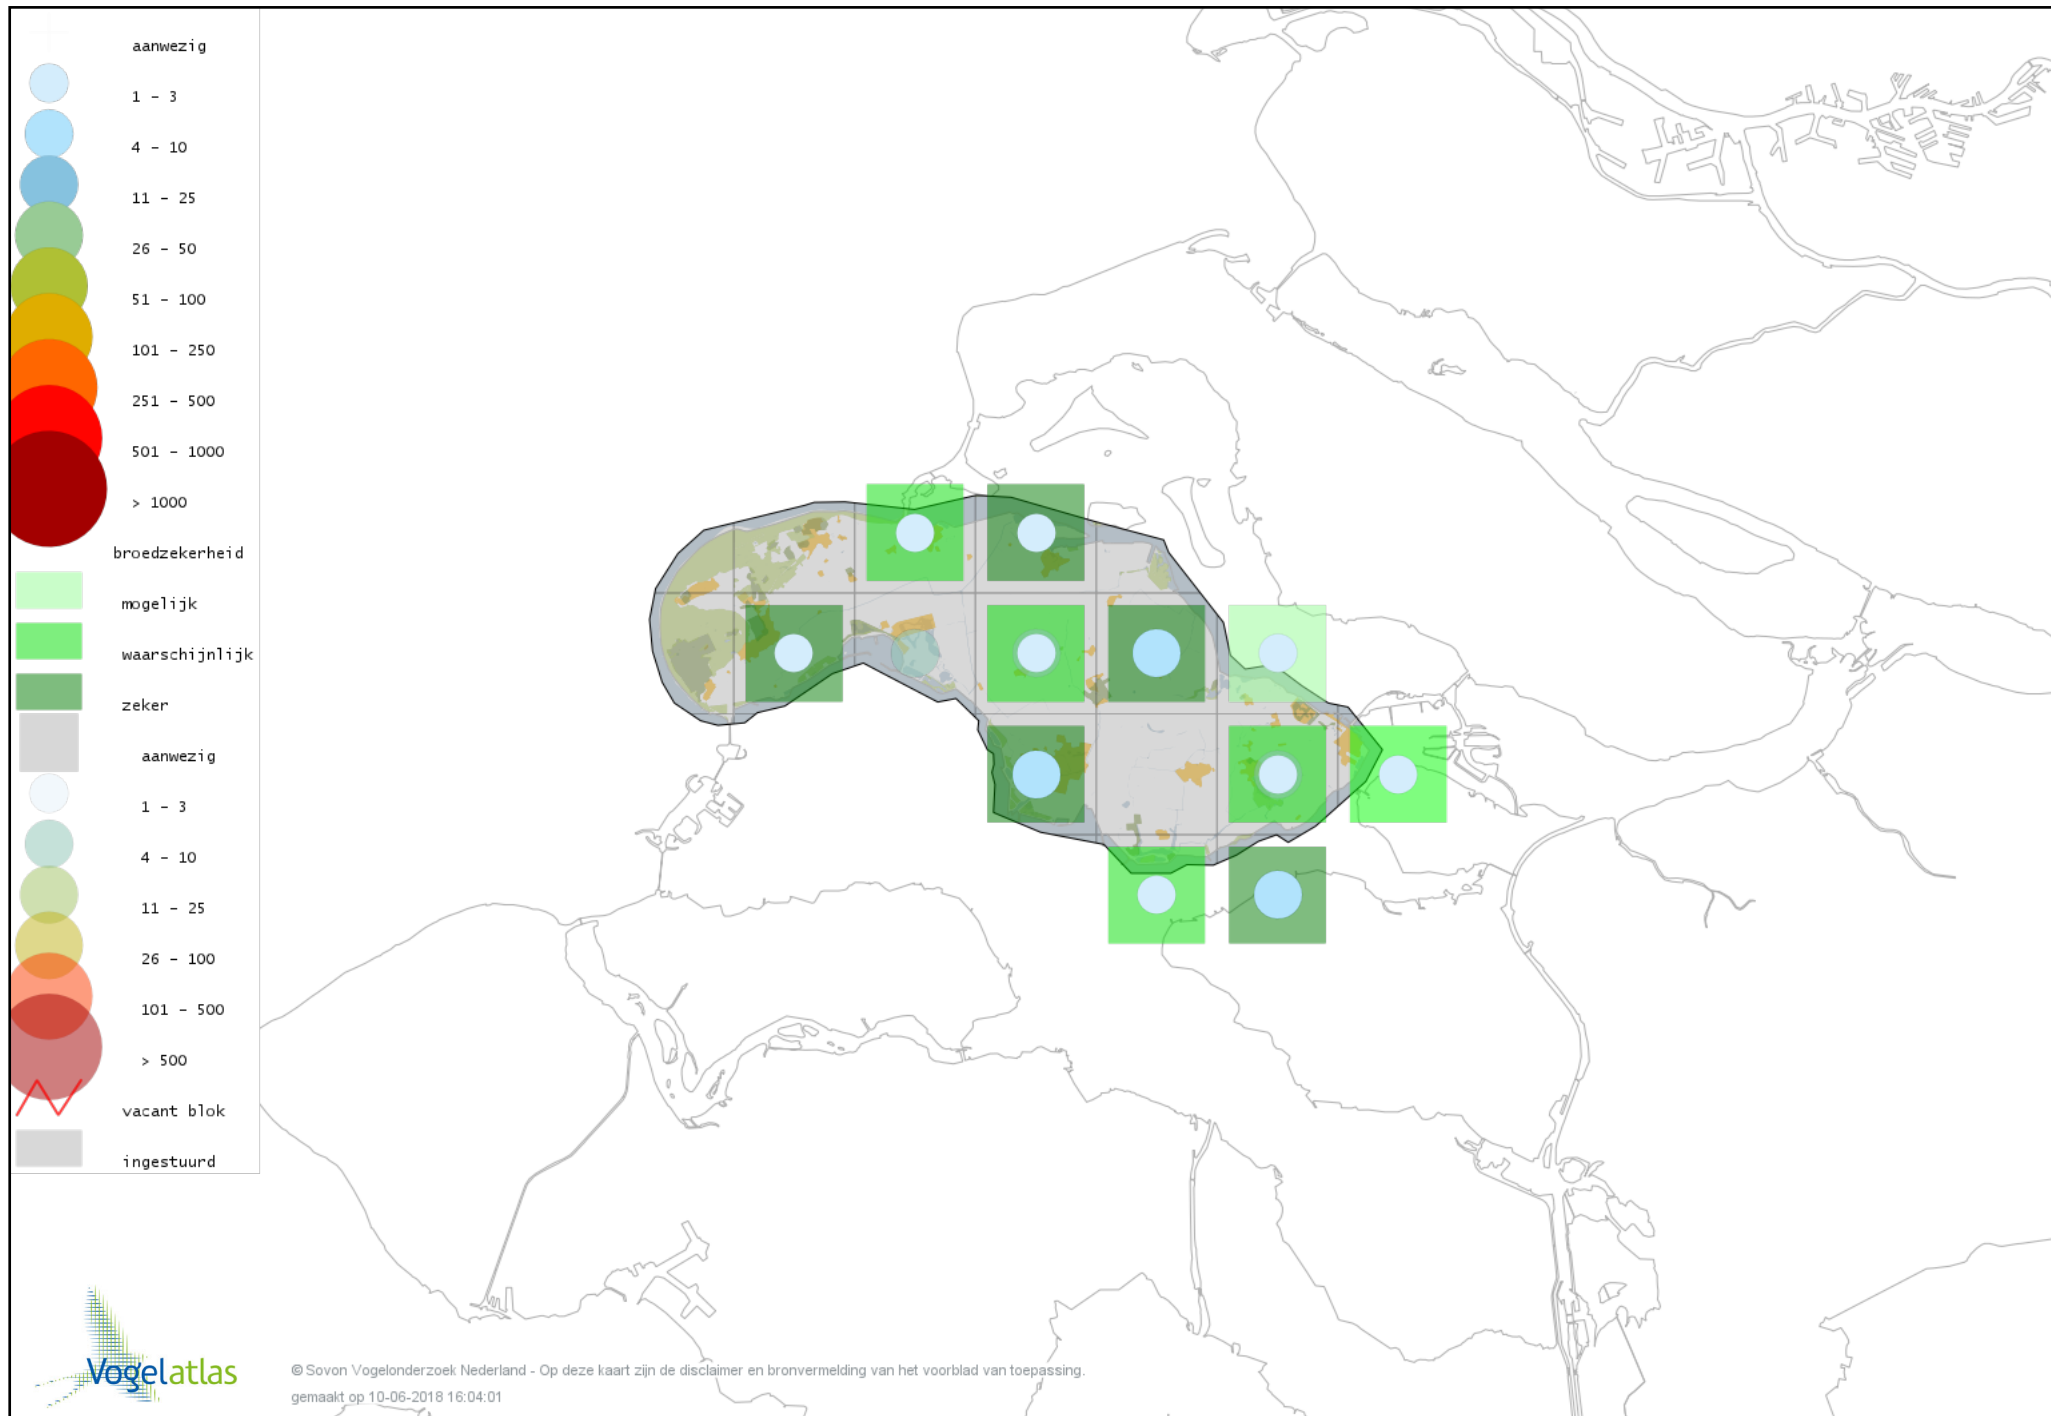 aanwezig
1 - 3
4 - 10
11 - 25
26 - 50
51 - 100
101 - 250
251 - 500
501 - 1000
> 1000
broedzekerheid
mogelijk
waarschijnlijk
zeker
aanwezig
1 - 3
4 - 10
11 - 25
26 - 100
101 - 500
> 500
vacant blok
ingestuurd
Vogelatlas
© Sovon Vogelonderzoek Nederland - Op deze kaart zijn de disclaimer en bronvermelding van het voorblad van toepassing.
gemaakt op 10-06-2018 16:04:01